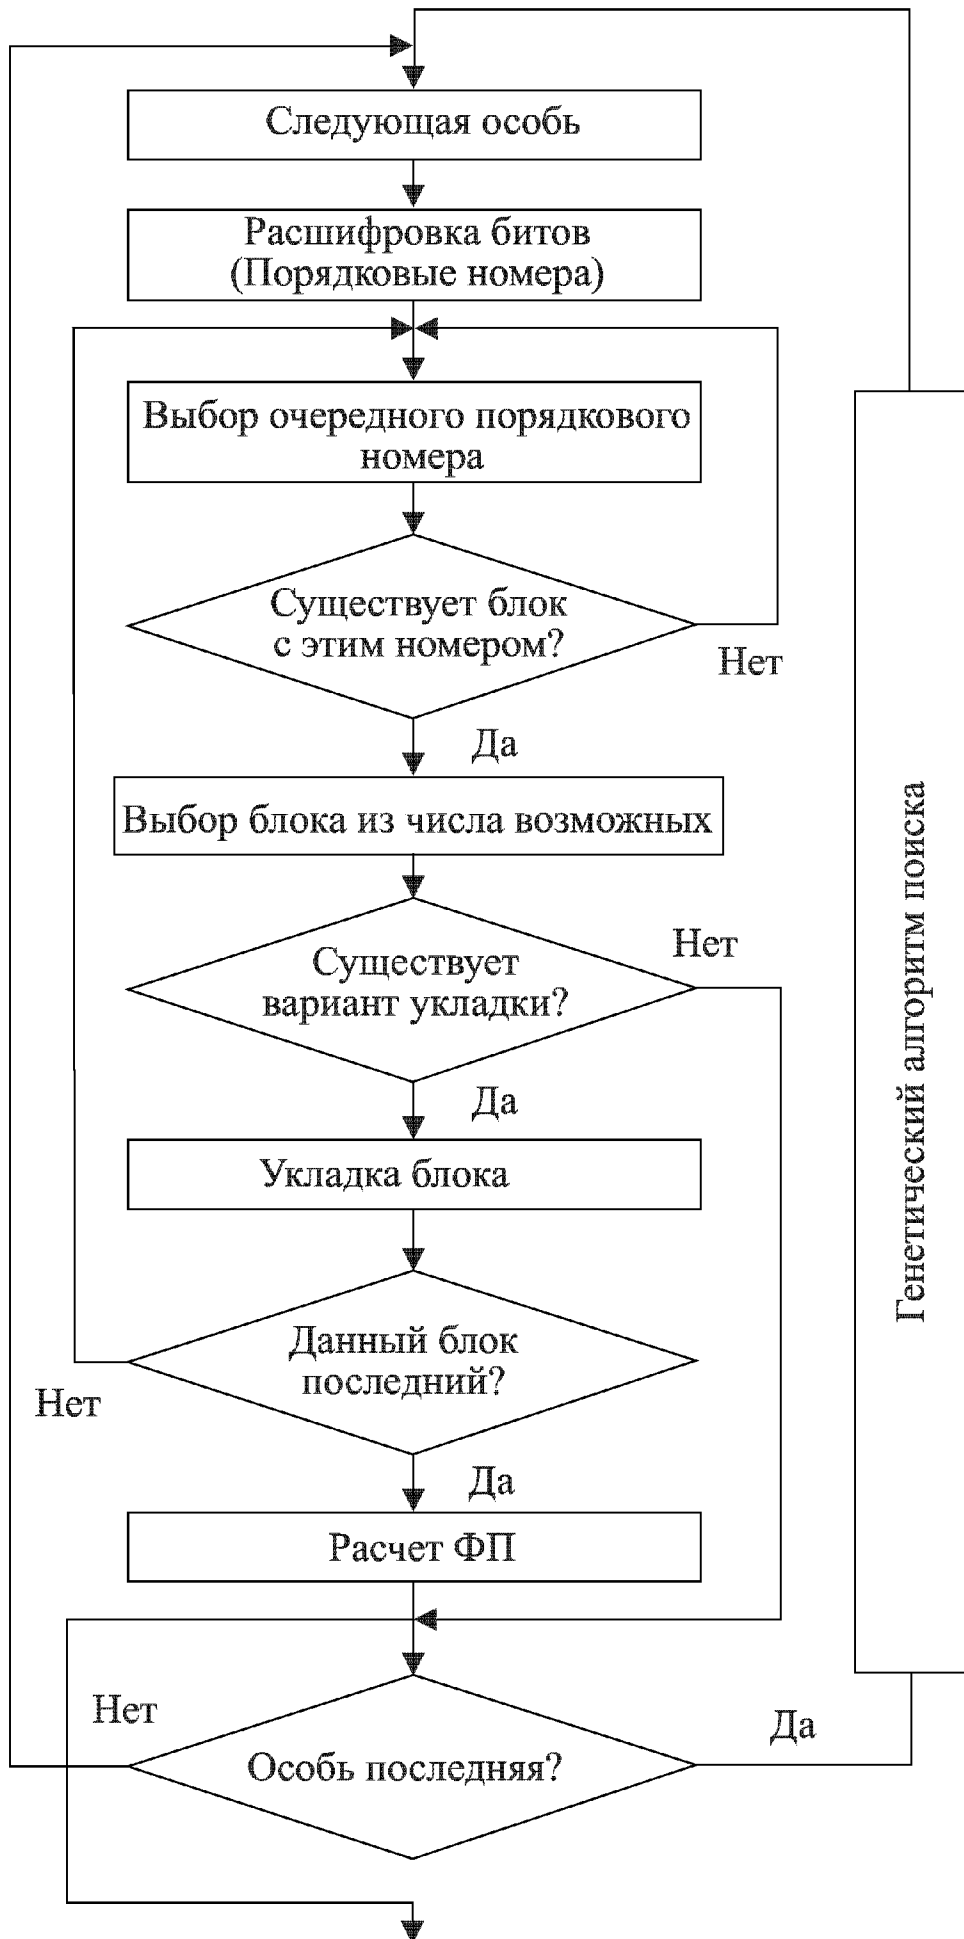 Следующая особь
Расшифровка битов
(Порядковые номера)
Выбор очередного порядкового
номера
Существует блок
с этим номером?
Нет
Да
Выбор блока из числа возможных
Нет
Существует
вариант укладки?
Да
Укладка блока
Данный блок
последний?
Нет
Да
Расчет ФП
Нет
Да
Особь последняя?
Генетический алгоритм поиска